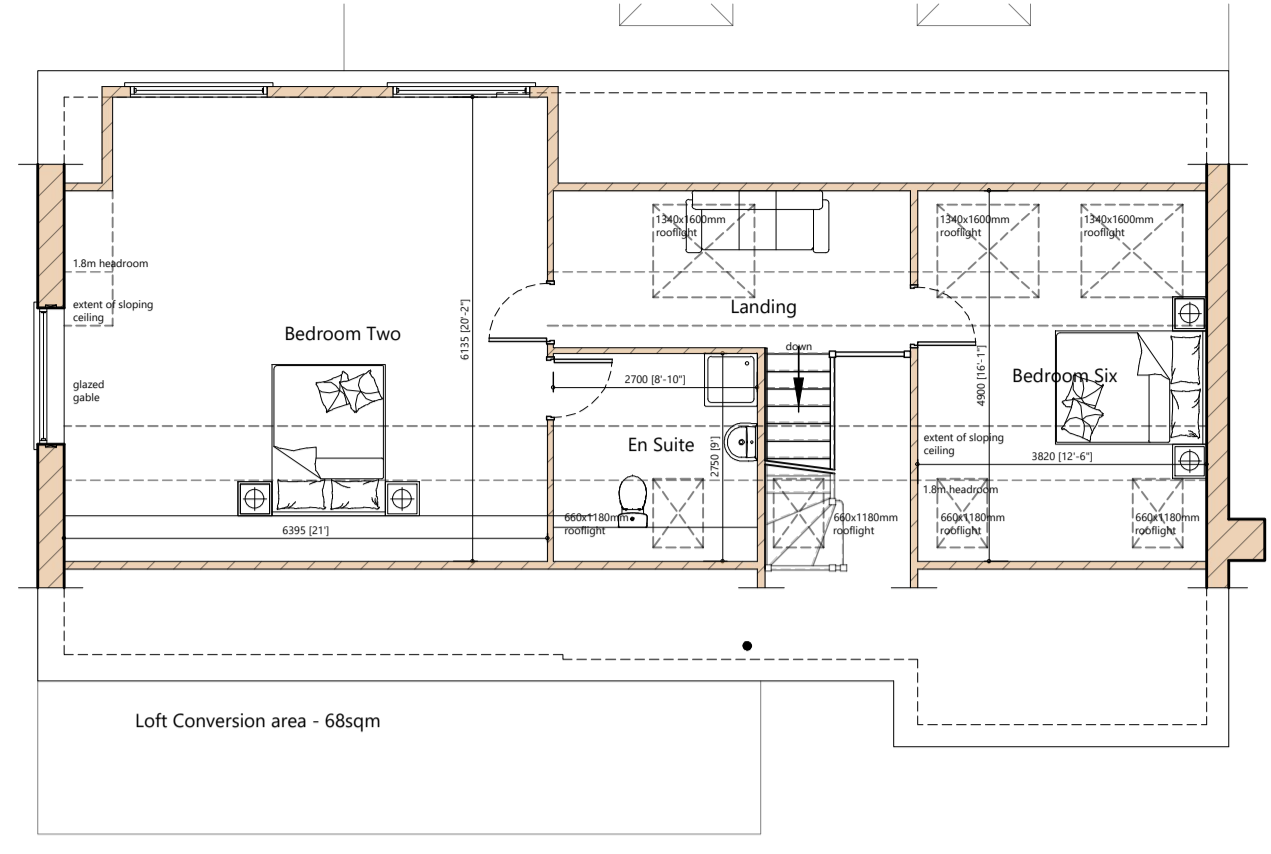 1340x1600mm
rooflight
1340x1600mm
rooflight
1340x1600mm
rooflight
1.8m headroom
extent of sloping
ceiling
Bedroom Two
6135 [20'-2"]
Landing
down
glazed
gable
2700 [8'-10"]
En Suite
2750 [9']
4900 [16'-1"]
Bedroom Six
extent of sloping
ceiling
3820 [12'-6"]
1.8m headroom
6395 [21']
660x1180mm
rooflight
660x1180mm
rooflight
660x1180mm
rooflight
660x1180mm
rooflight
Loft Conversion area - 68sqm